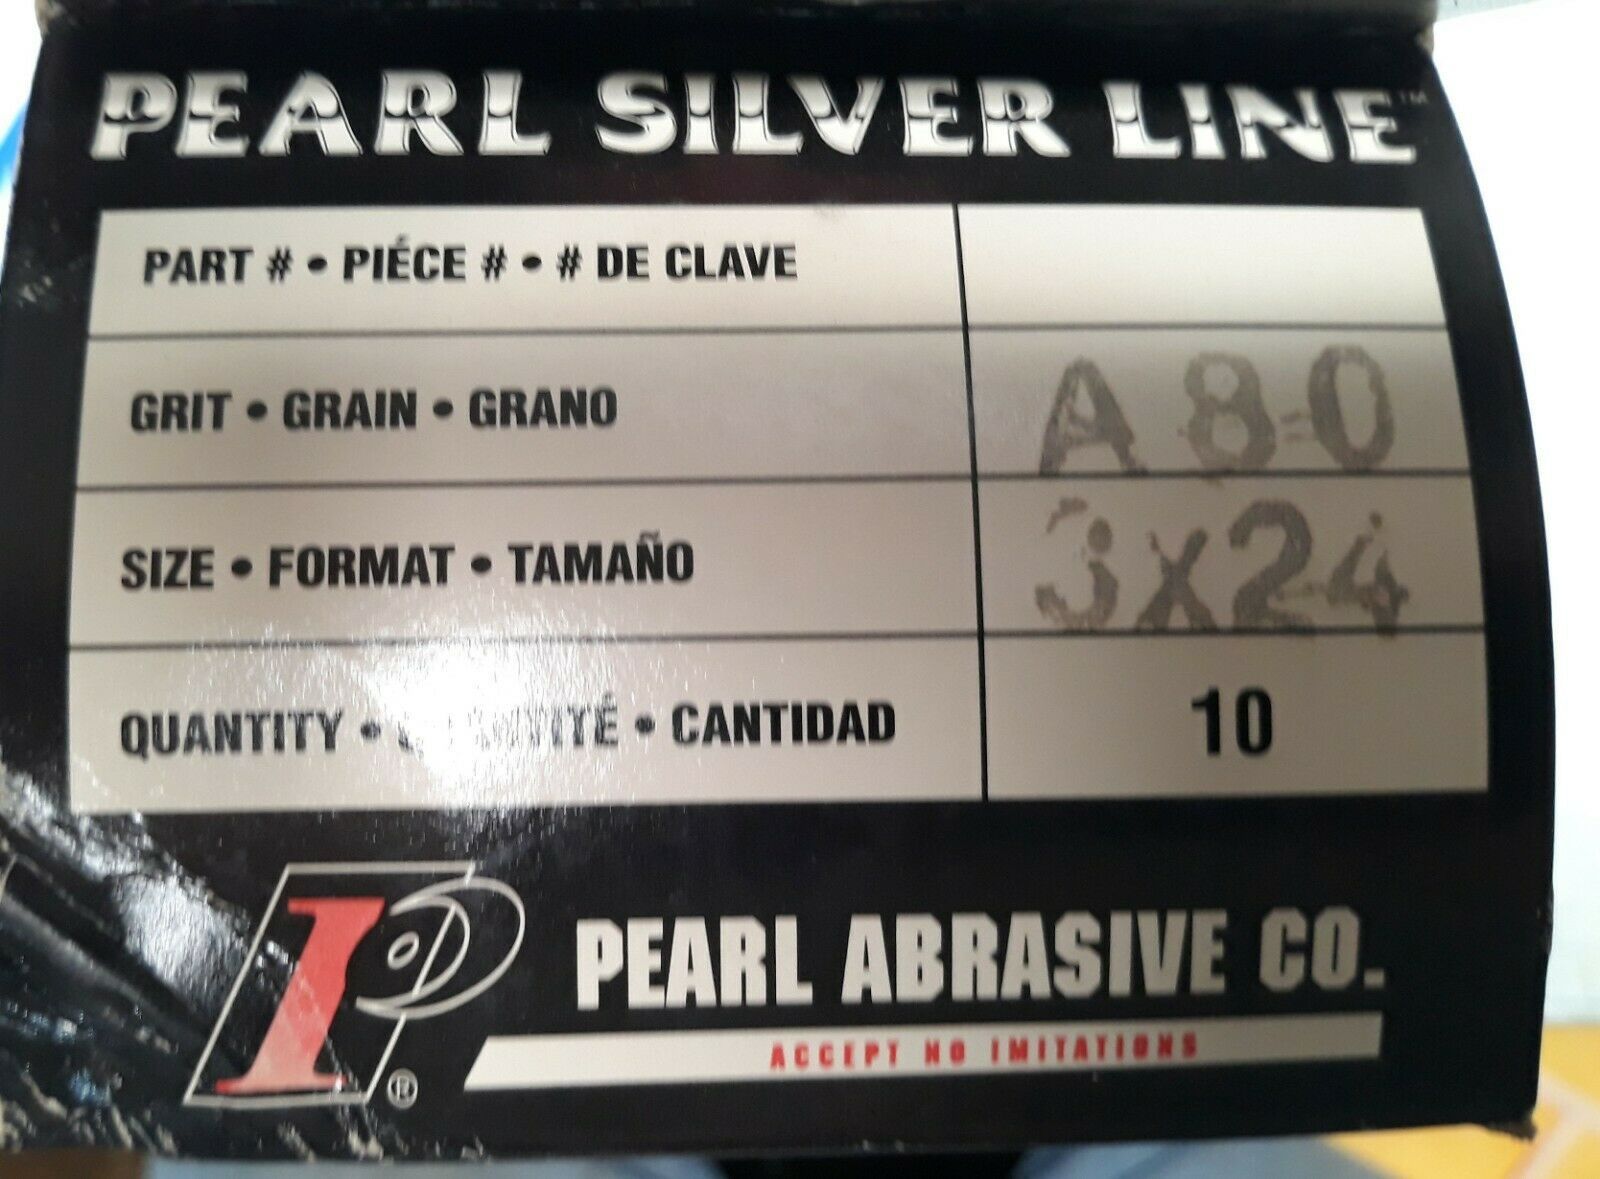 PEARL SILVER LINE™
PART # • PIÉCE # • # DE CLAVE
GRIT • GRAIN • GRANO A80
SIZE • FORMAT • TAMAÑO 3x24
QUANTITY • QUANTITÉ • CANTIDAD 10
P®
PEARL ABRASIVE CO.
ACCEPT NO IMITATIONS